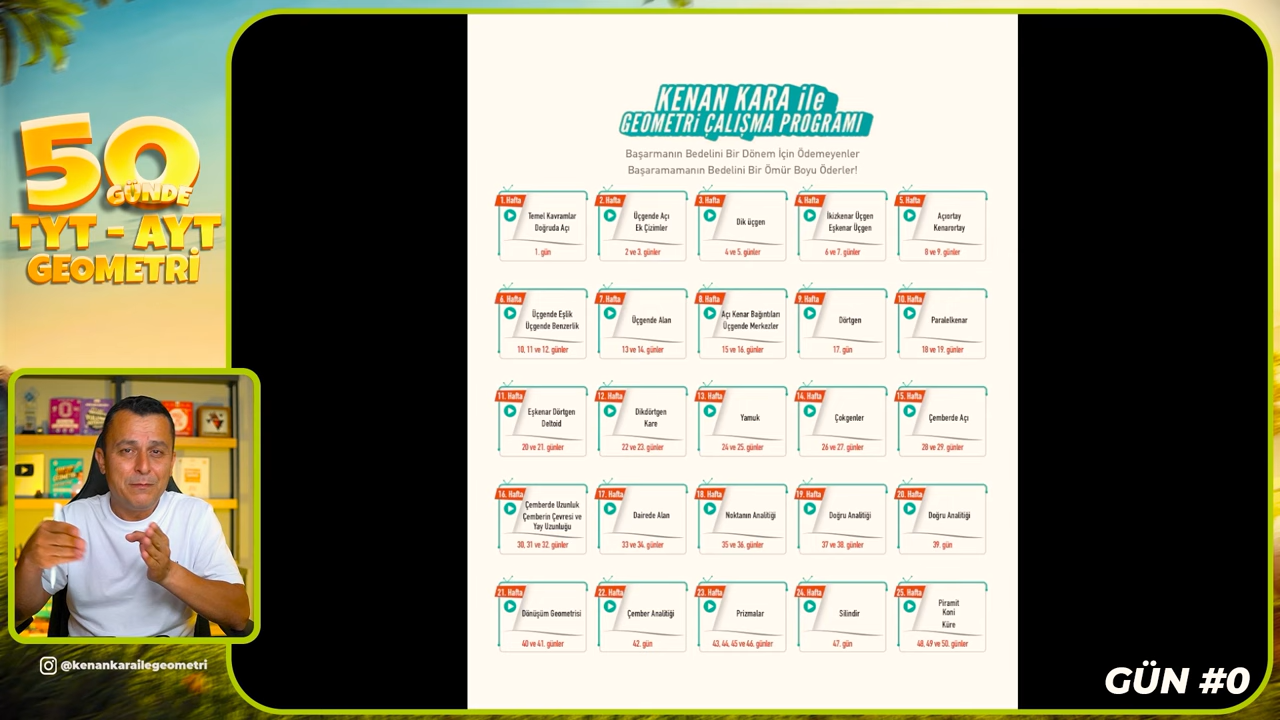 50
GÜNDE
TYT - AYT
GEOMETRİ
KENAN KARA ile
GEOMETRİ ÇALIŞMA PROGRAMI
Başarmanın Bedelini Bir Dönem İçin Ödemeyenler
Başaramamanın Bedelini Bir Ömür Boyu Öderler!
1. Hafta
Temel Kavramlar
Doğruda Açı
1. gün
2. Hafta
Üçgende Açı
Ek Çizimler
2 ve 3. günler
3. Hafta
Dik üçgen
4 ve 5. günler
4. Hafta
İkizkenar Üçgen
Eşkenar Üçgen
6 ve 7. günler
5. Hafta
Açıortay
Kenarortay
8 ve 9. günler
6. Hafta
Üçgende Eşlik
Üçgende Benzerlik
10, 11 ve 12. günler
7. Hafta
Üçgende Alan
13 ve 14. günler
8. Hafta
Açı Kenar Bağıntıları
Üçgende Merkezler
15 ve 16. günler
9. Hafta
Dörtgen
17. gün
10. Hafta
Paralelkenar
18 ve 19. günler
11. Hafta
Eşkenar Dörtgen
Deltoid
20 ve 21. günler
12. Hafta
Dikdörtgen
Kare
22 ve 23. günler
13. Hafta
Yamuk
24 ve 25. günler
14. Hafta
Çokgenler
26 ve 27. günler
15. Hafta
Çemberde Açı
28 ve 29. günler
16. Hafta
Çemberde Uzunluk
Çemberin Çevresi ve
Yay Uzunluğu
30, 31 ve 32. günler
17. Hafta
Dairede Alan
33 ve 34. günler
18. Hafta
Noktanın Analitiği
35 ve 36. günler
19. Hafta
Doğru Analitiği
37 ve 38. günler
20. Hafta
Doğru Analitiği
39. gün
21. Hafta
Dönüşüm Geometrisi
40 ve 41. günler
22. Hafta
Çember Analitiği
42. gün
23. Hafta
Prizmalar
43, 44, 45 ve 46. günler
24. Hafta
Silindir
47. gün
25. Hafta
Piramit
Koni
Küre
48, 49 ve 50. günler
@kenankarailegeometri
GÜN #0